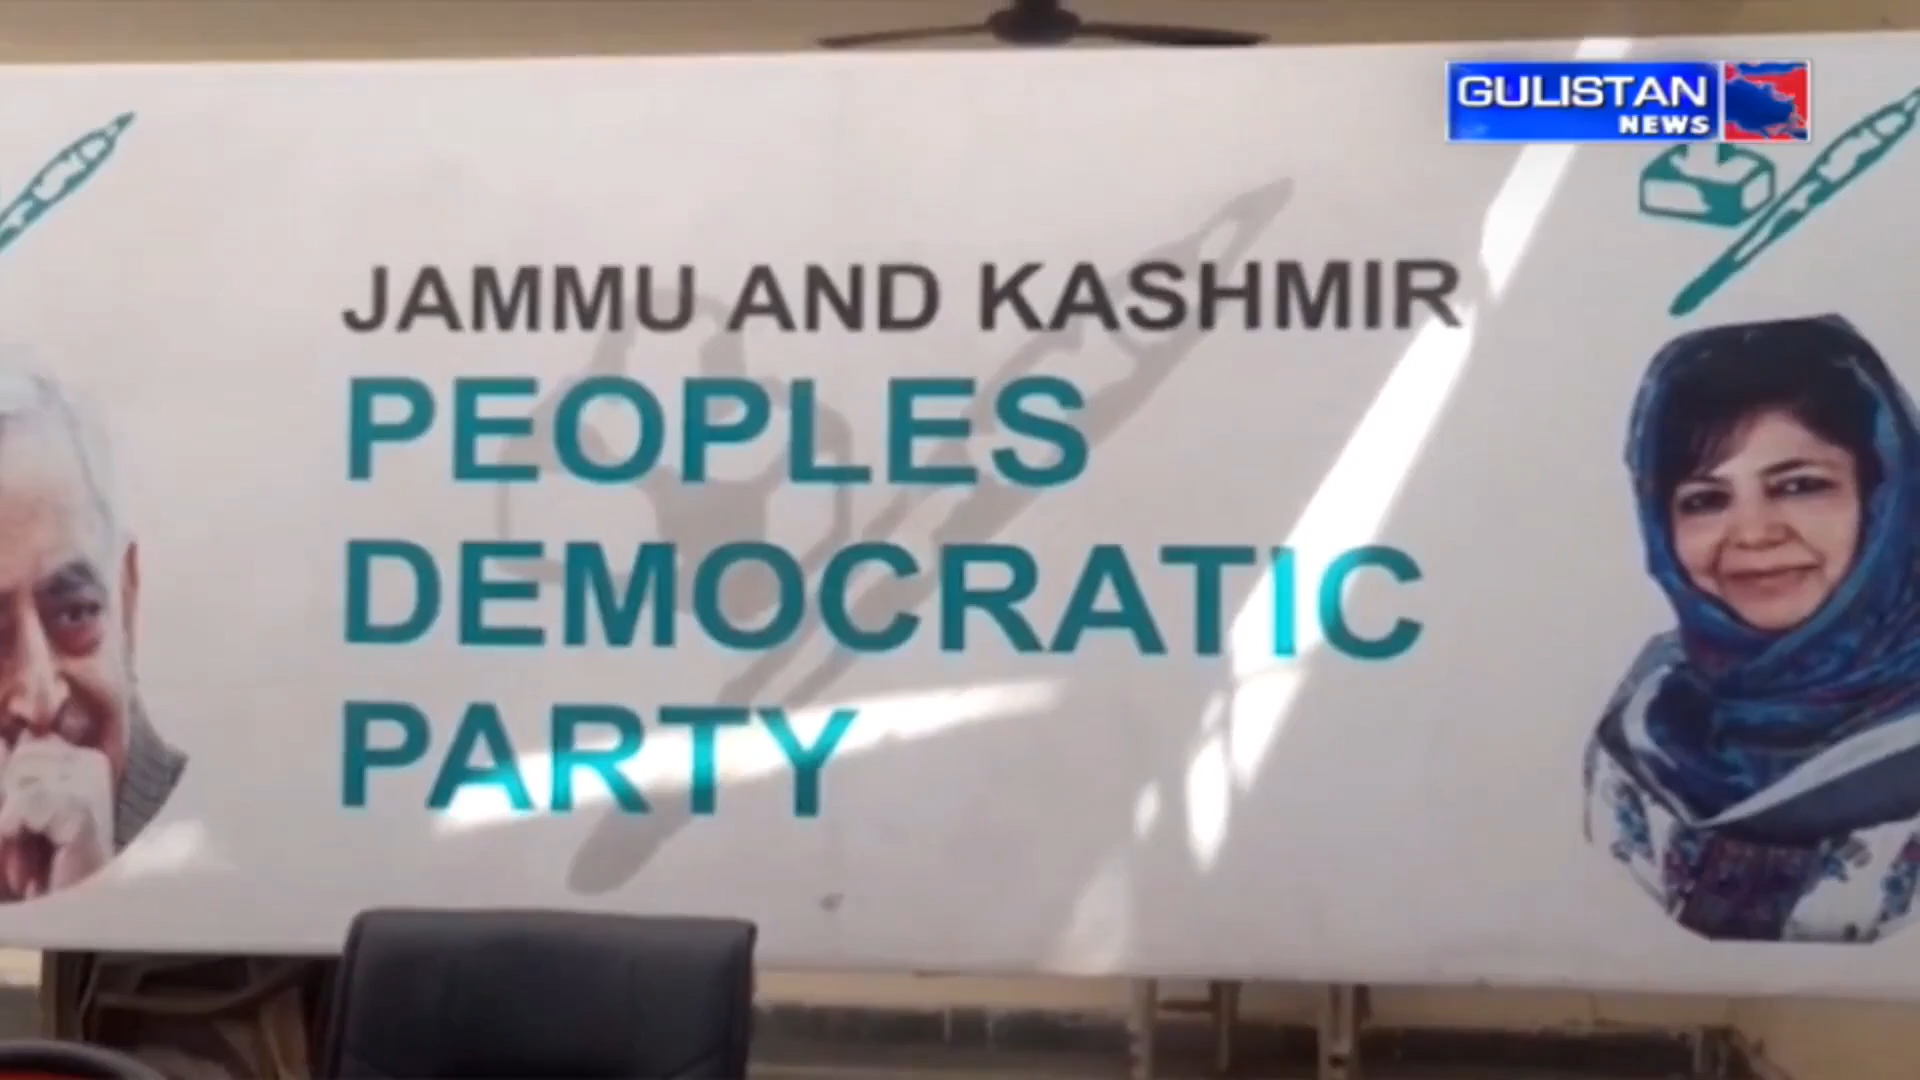 GULISTAN
NEWS
JAMMU AND KASHMIR
PEOPLES
DEMOCRATIC
PARTY